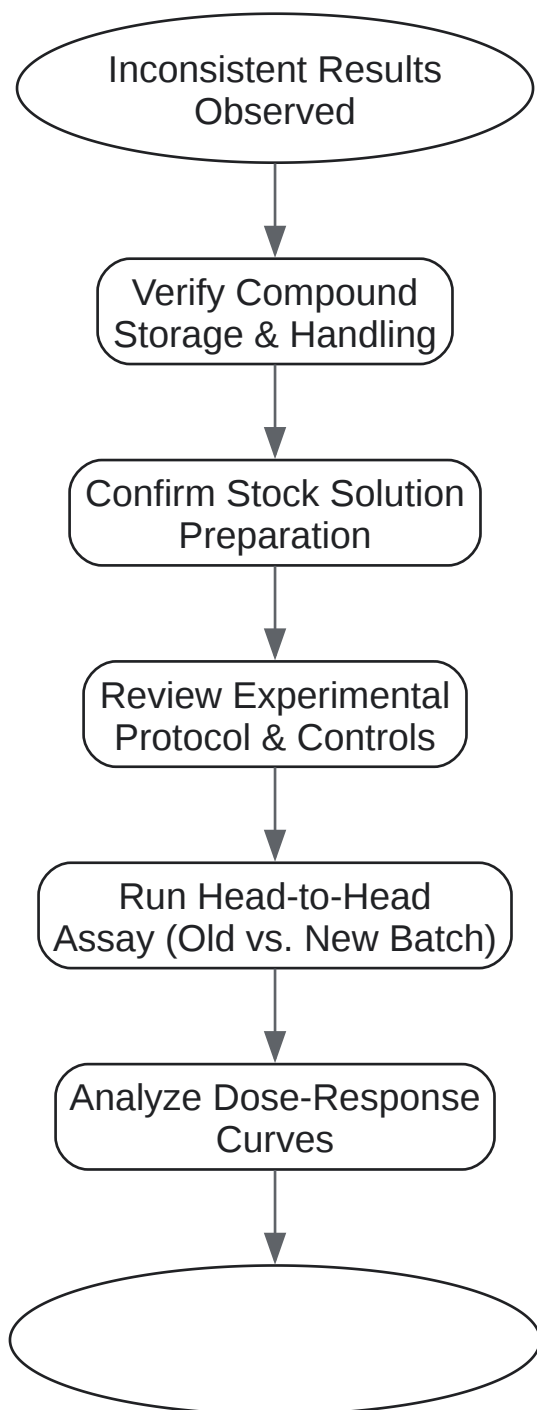 Inconsistent Results
Observed
Verify Compound
Storage & Handling
Confirm Stock Solution
Preparation
Review Experimental
Protocol & Controls
Run Head-to-Head
Assay (Old vs. New Batch)
Analyze Dose-Response
Curves